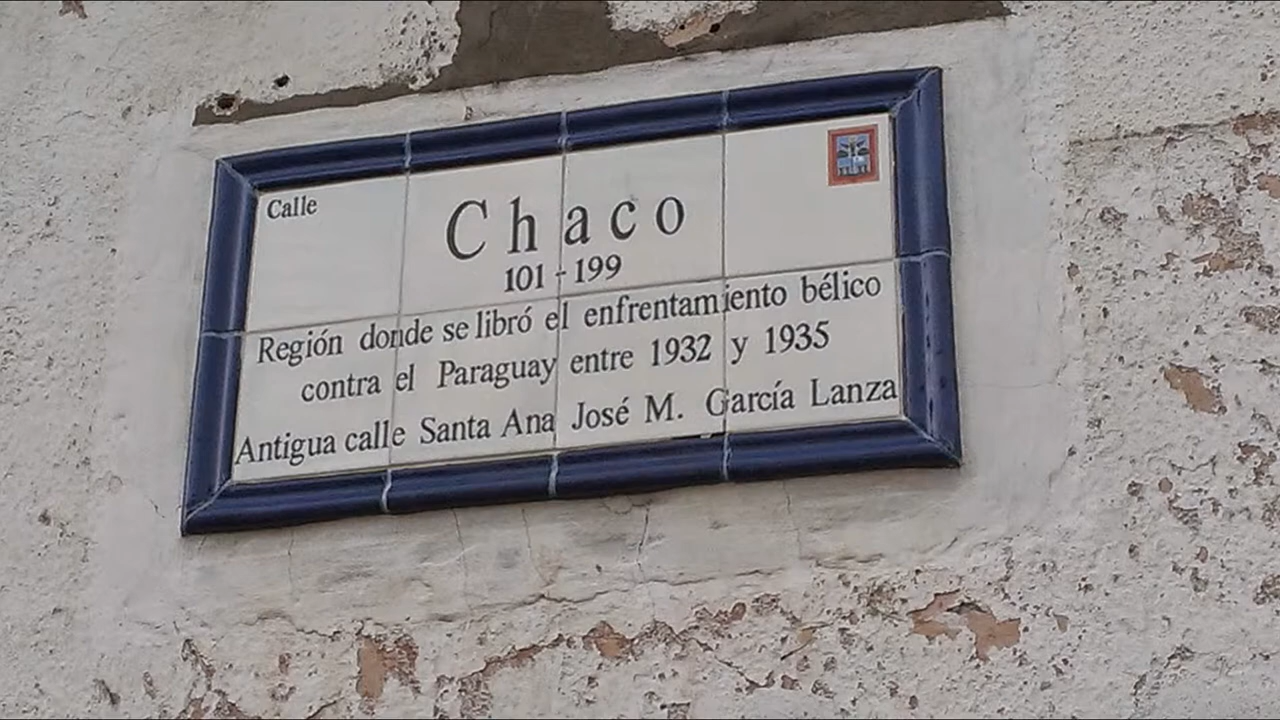 Calle
Chaco
101 - 199
Región donde se libró el enfrentamiento bélico
contra el Paraguay entre 1932 y 1935
Antigua calle Santa Ana José M. García Lanza